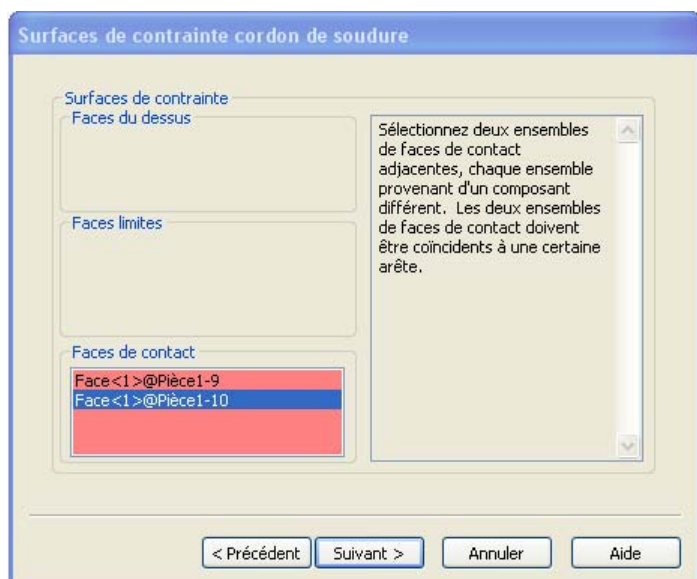 Surfaces de contrainte cordon de soudure
Surfaces de contrainte
Faces du dessus
Faces limites
Faces de contact
Face<1>@Pièce1-9
Face<1>@Pièce1-10
Sélectionnez deux ensembles
de faces de contact
adjacentes, chaque ensemble
provenant d'un composant
différent. Les deux ensembles
de faces de contact doivent
être coïncidents à une certaine
arête.
< Précédent
Suivant >
Annuler
Aide